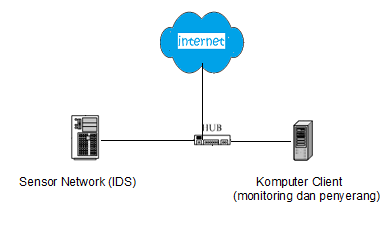 internet
HUB
Sensor Network (IDS)
Komputer Client
(monitoring dan penyerang)